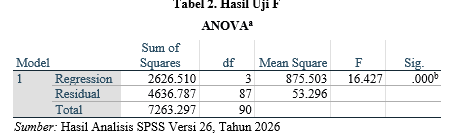 Tabel 2. Hasil Uji F
ANOVAᵃ
Model Sum of Squares df Mean Square F Sig.
1 Regression 2626.510 3 875.503 16.427 .000ᵇ
Residual 4636.787 87 53.296
Total 7263.297 90
Sumber: Hasil Analisis SPSS Versi 26, Tahun 2026